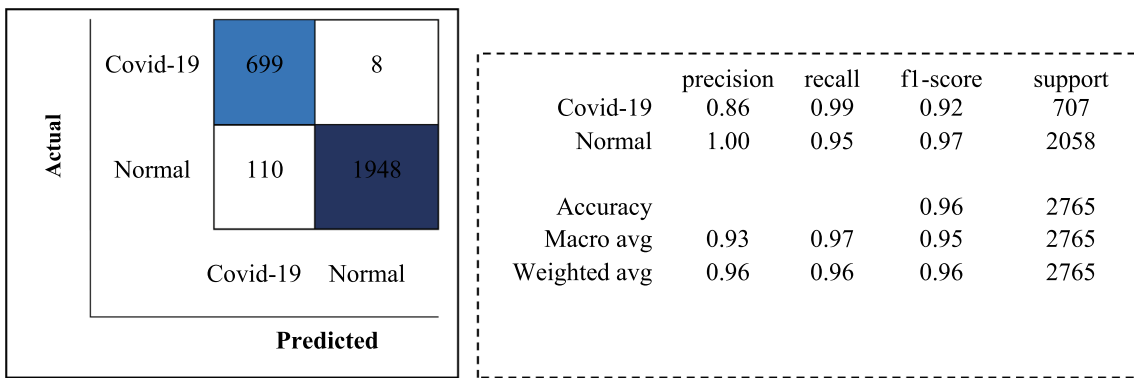 Actual
Covid-19 699 8
Normal 110 1948
Covid-19 Normal
Predicted
precision recall f1-score support
Covid-19 0.86 0.99 0.92 707
Normal 1.00 0.95 0.97 2058
Accuracy 0.96 2765
Macro avg 0.93 0.97 0.95 2765
Weighted avg 0.96 0.96 0.96 2765